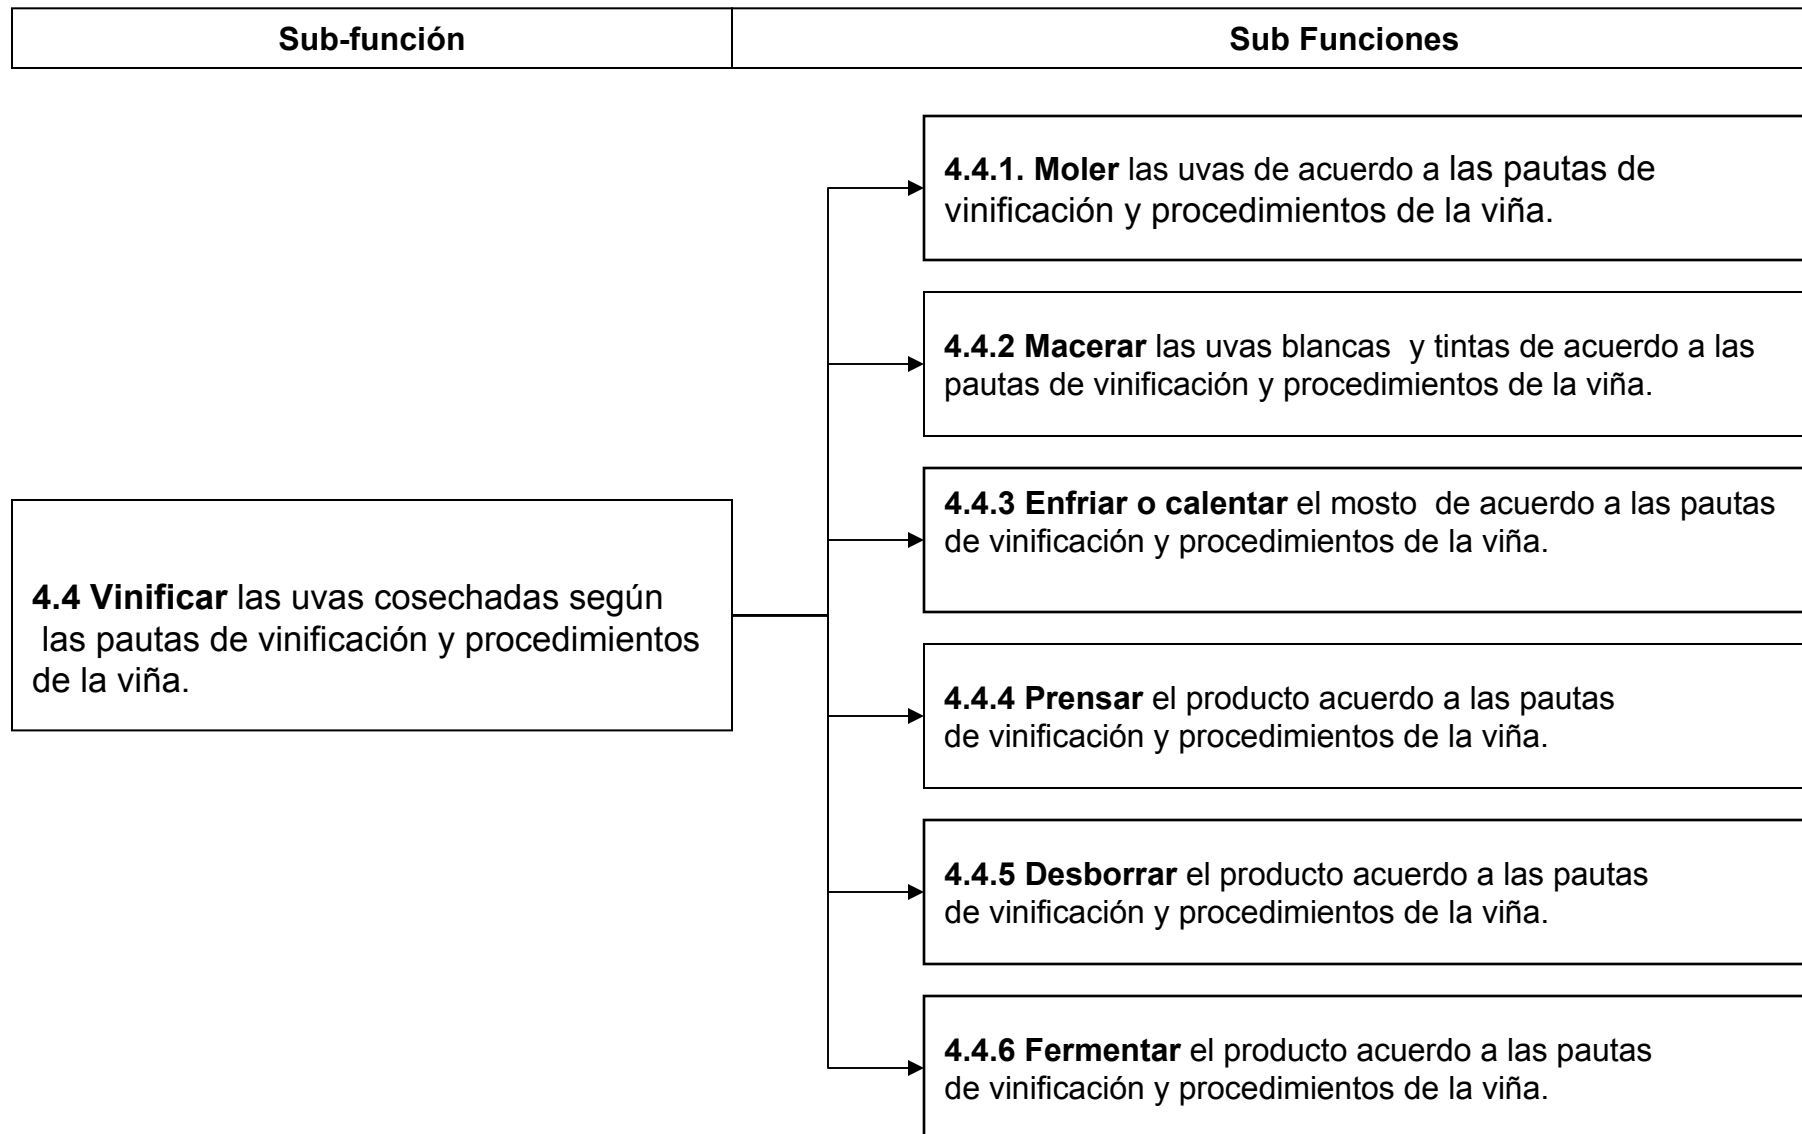 Sub-función
Sub Funciones
4.4.1. Moler las uvas de acuerdo a las pautas de
vinificación y procedimientos de la viña.
4.4.2 Macerar las uvas blancas  y tintas de acuerdo a las
pautas de vinificación y procedimientos de la viña.
4.4.3 Enfriar o calentar el mosto  de acuerdo a las pautas
de vinificación y procedimientos de la viña.
4.4 Vinificar las uvas cosechadas según
las pautas de vinificación y procedimientos
de la viña.
4.4.4 Prensar el producto acuerdo a las pautas
de vinificación y procedimientos de la viña.
4.4.5 Desborrar el producto acuerdo a las pautas
de vinificación y procedimientos de la viña.
4.4.6 Fermentar el producto acuerdo a las pautas
de vinificación y procedimientos de la viña.